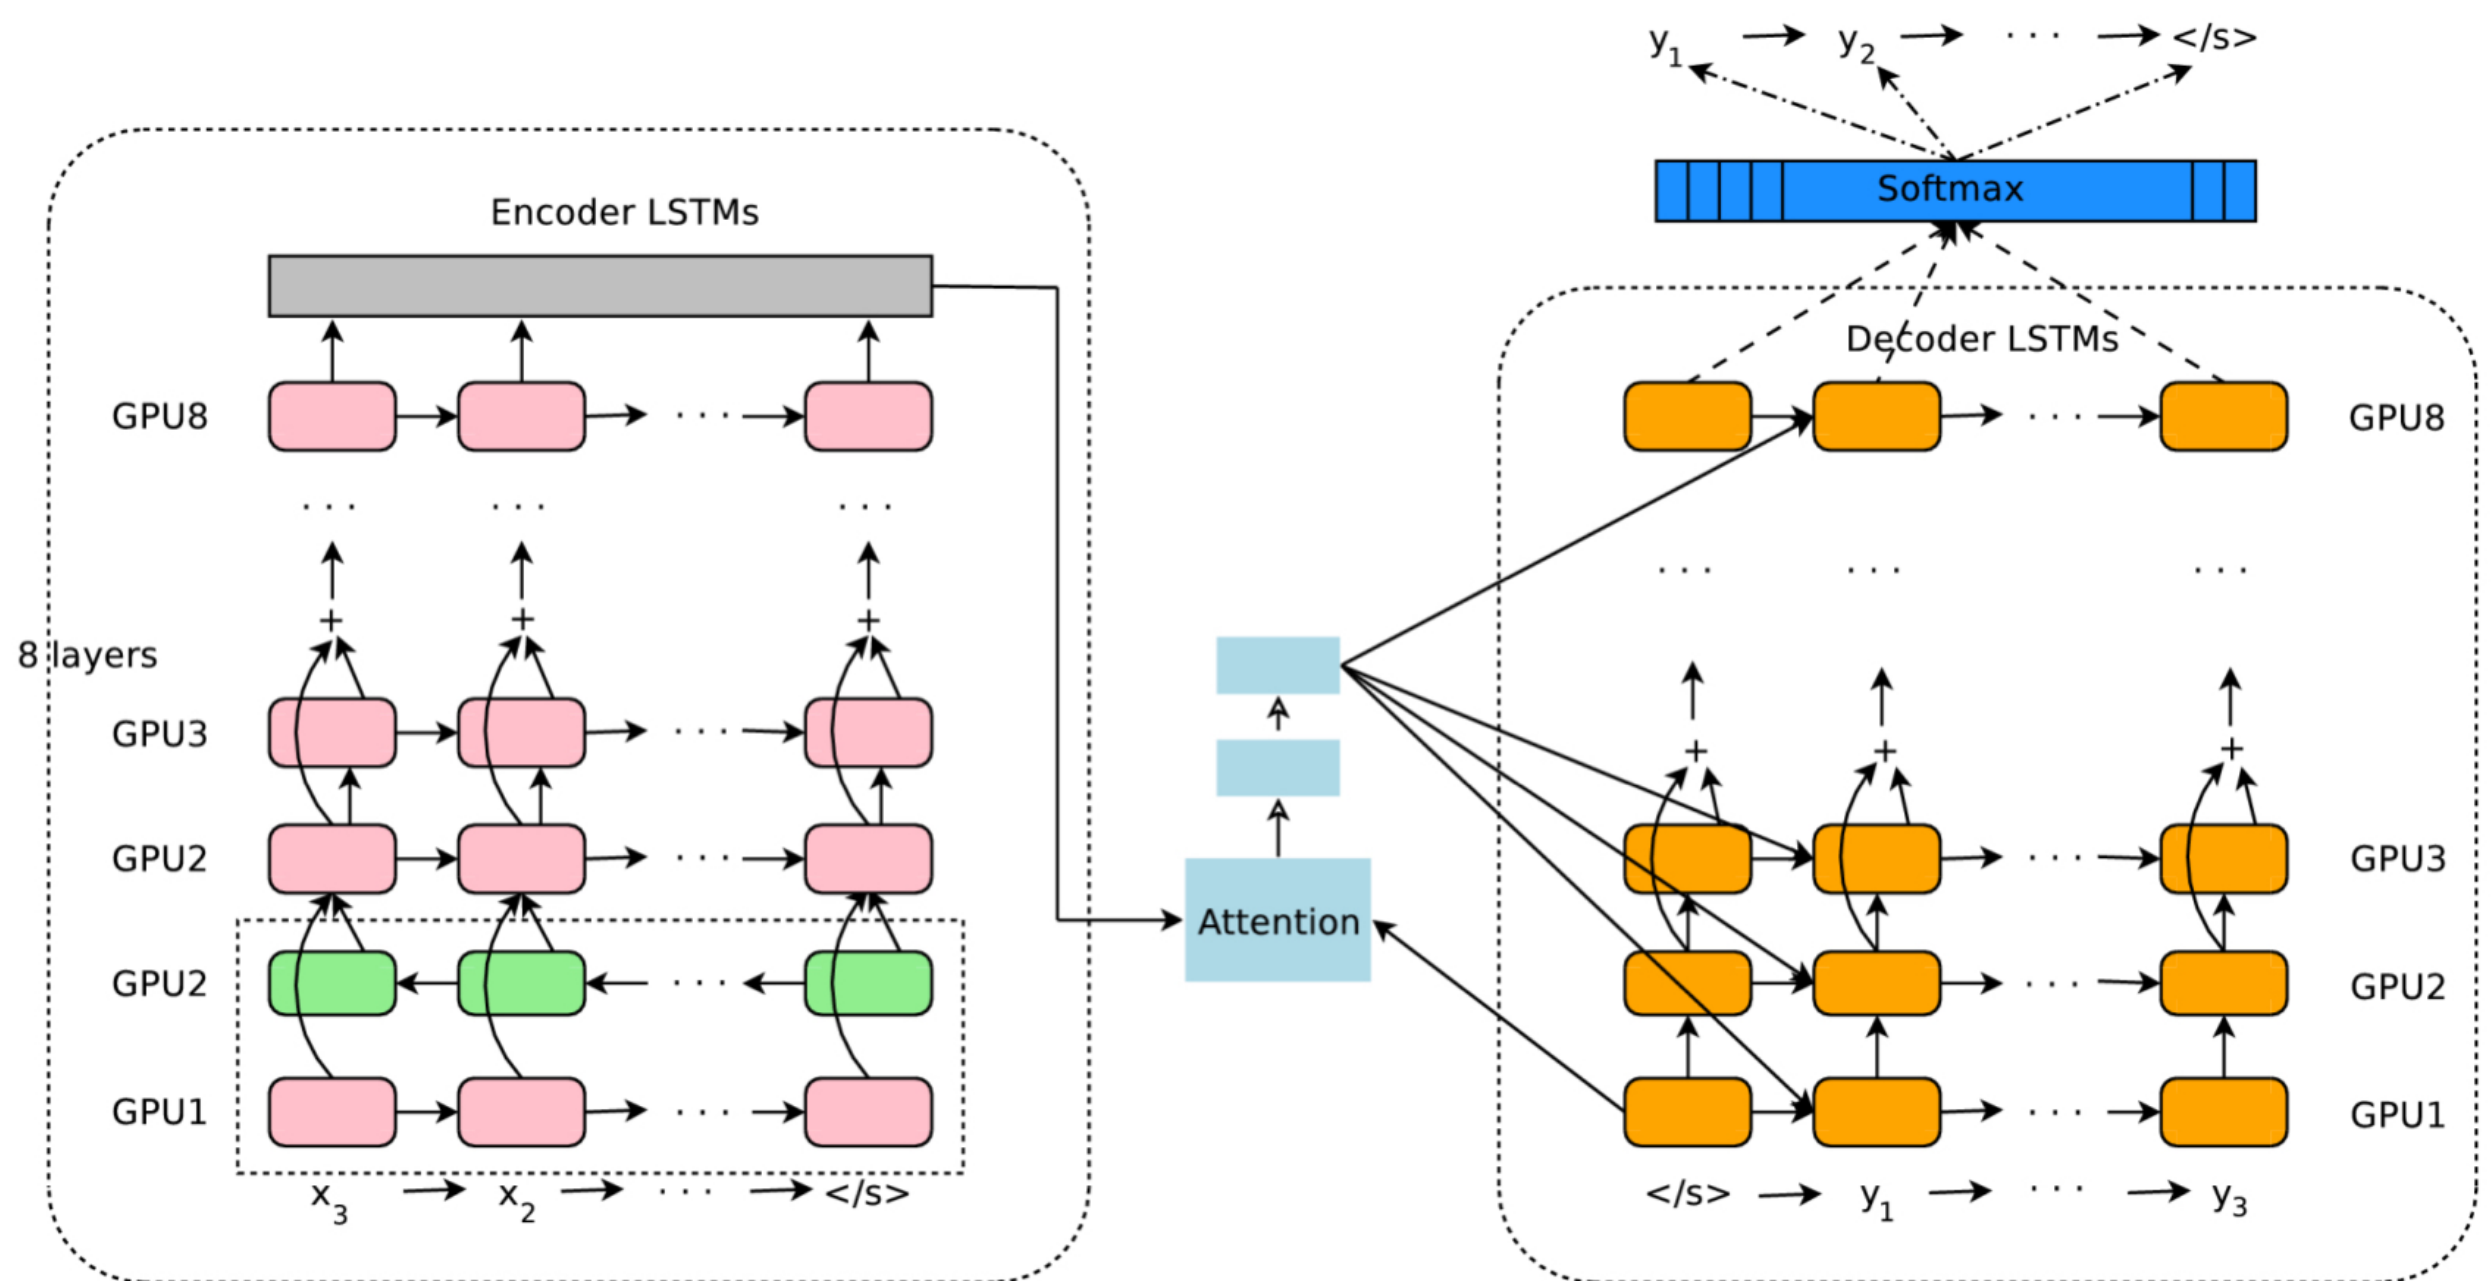 y1 y2 · · · </s>
Softmax
Encoder LSTMs
Decoder LSTMs
GPU8 · · ·
· · · GPU8
· · · · · · · · ·
· · · · · · · · ·
+ + +
8 layers
GPU3 · · ·
+ + +
GPU2 · · ·
· · · GPU3
Attention
GPU2 · · ·
· · · GPU2
GPU1 · · ·
· · · GPU1
x3 x2 · · · </s>
</s> y1 · · · y3